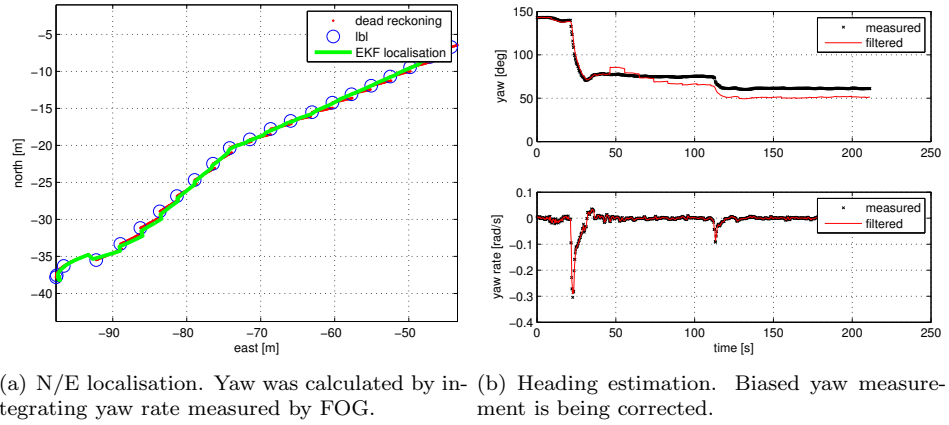 dead reckoning
lbl
EKF localisation
−5
−10
−15
−20
−25
−30
−35
−40
north [m]
−90
−80
−70
−60
−50
east [m]
150
100
50
0
yaw [deg]
measured
filtered
0
50
100
150
200
250
0.1
0
−0.1
−0.2
−0.3
−0.4
yaw rate [rad/s]
measured
filtered
0
50
100
150
200
250
time [s]
(a) N/E localisation. Yaw was calculated by in-
tegrating yaw rate measured by FOG.
(b) Heading estimation. Biased yaw measure-
ment is being corrected.